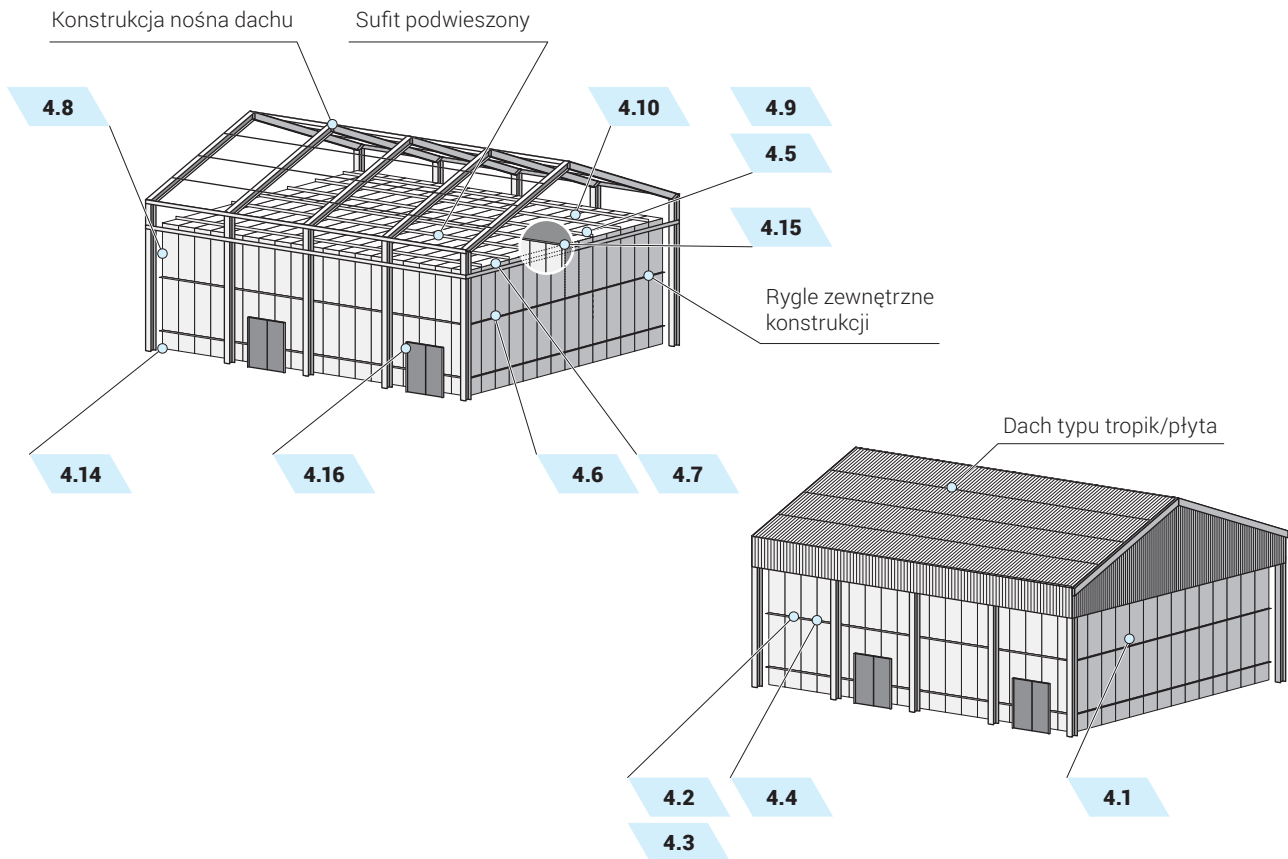 Konstrukcja nośna dachu
Sufit podwieszony
4.8
4.10
4.9
4.5
4.15
Rygle zewnętrzne
konstrukcji
4.14
4.16
4.6
4.7
Dach typu tropik/płyta
4.2
4.4
4.1
4.3